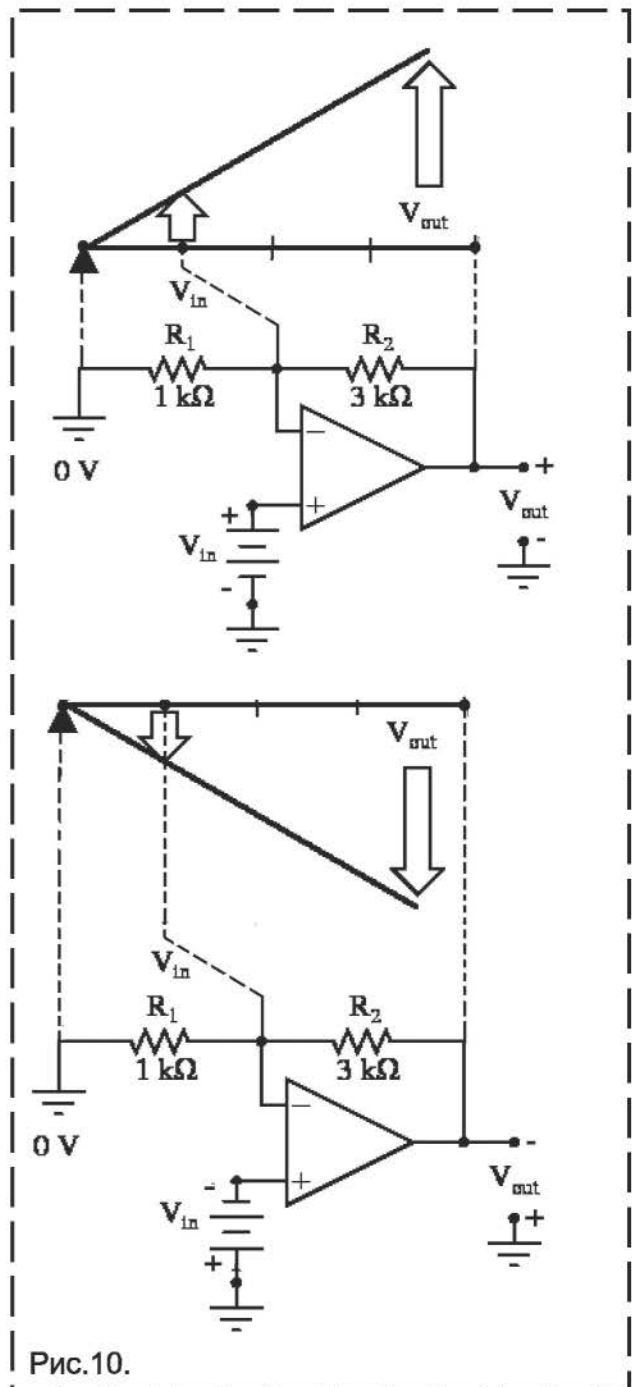 V_out
V_in
R_1 R_2
1 kΩ 3 kΩ
−
0 V
+
+ +
V_in V_out
- -
V_out
V_in
R_1 R_2
1 kΩ 3 kΩ
−
0 V
+
- -
V_in V_out
+ +
Рис.10.